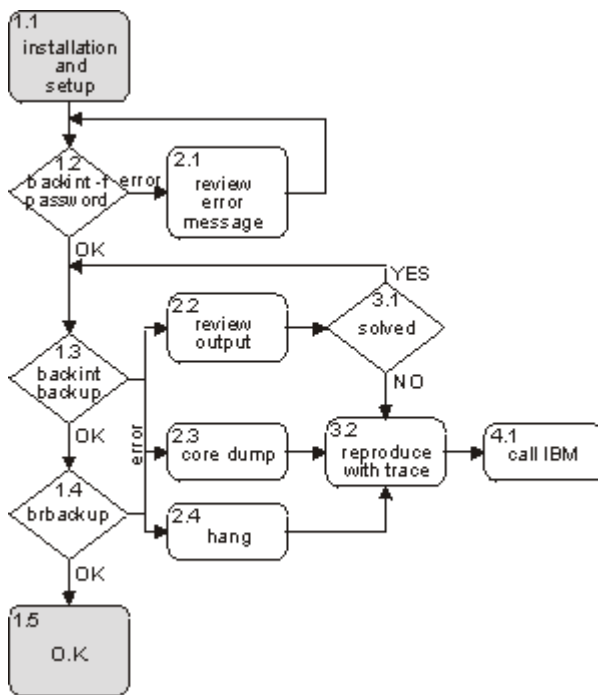 1.1
installation
and
setup
1.2
backint -f
password
error
2.1
review
error
message
OK
YES
2.2
review
output
3.1
solved
1.3
backint
backup
NO
OK
error
2.3
core dump
3.2
reproduce
with trace
4.1
call IBM
1.4
brbackup
2.4
hang
OK
1.5
O.K.